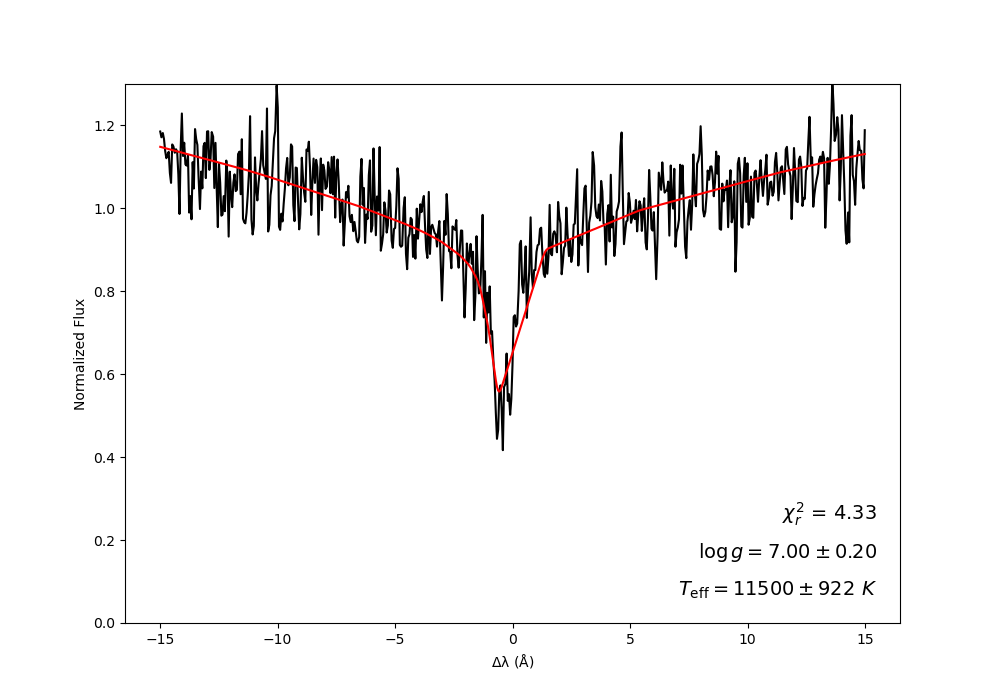 1.2
1.0
0.8
0.6
0.4
0.2
0.0
Normalized Flux
χ²ᵣ = 4.33
log g = 7.00 ± 0.20
T_eff = 11500 ± 922 K
−15 −10 −5 0 5 10 15
Δλ (Å)